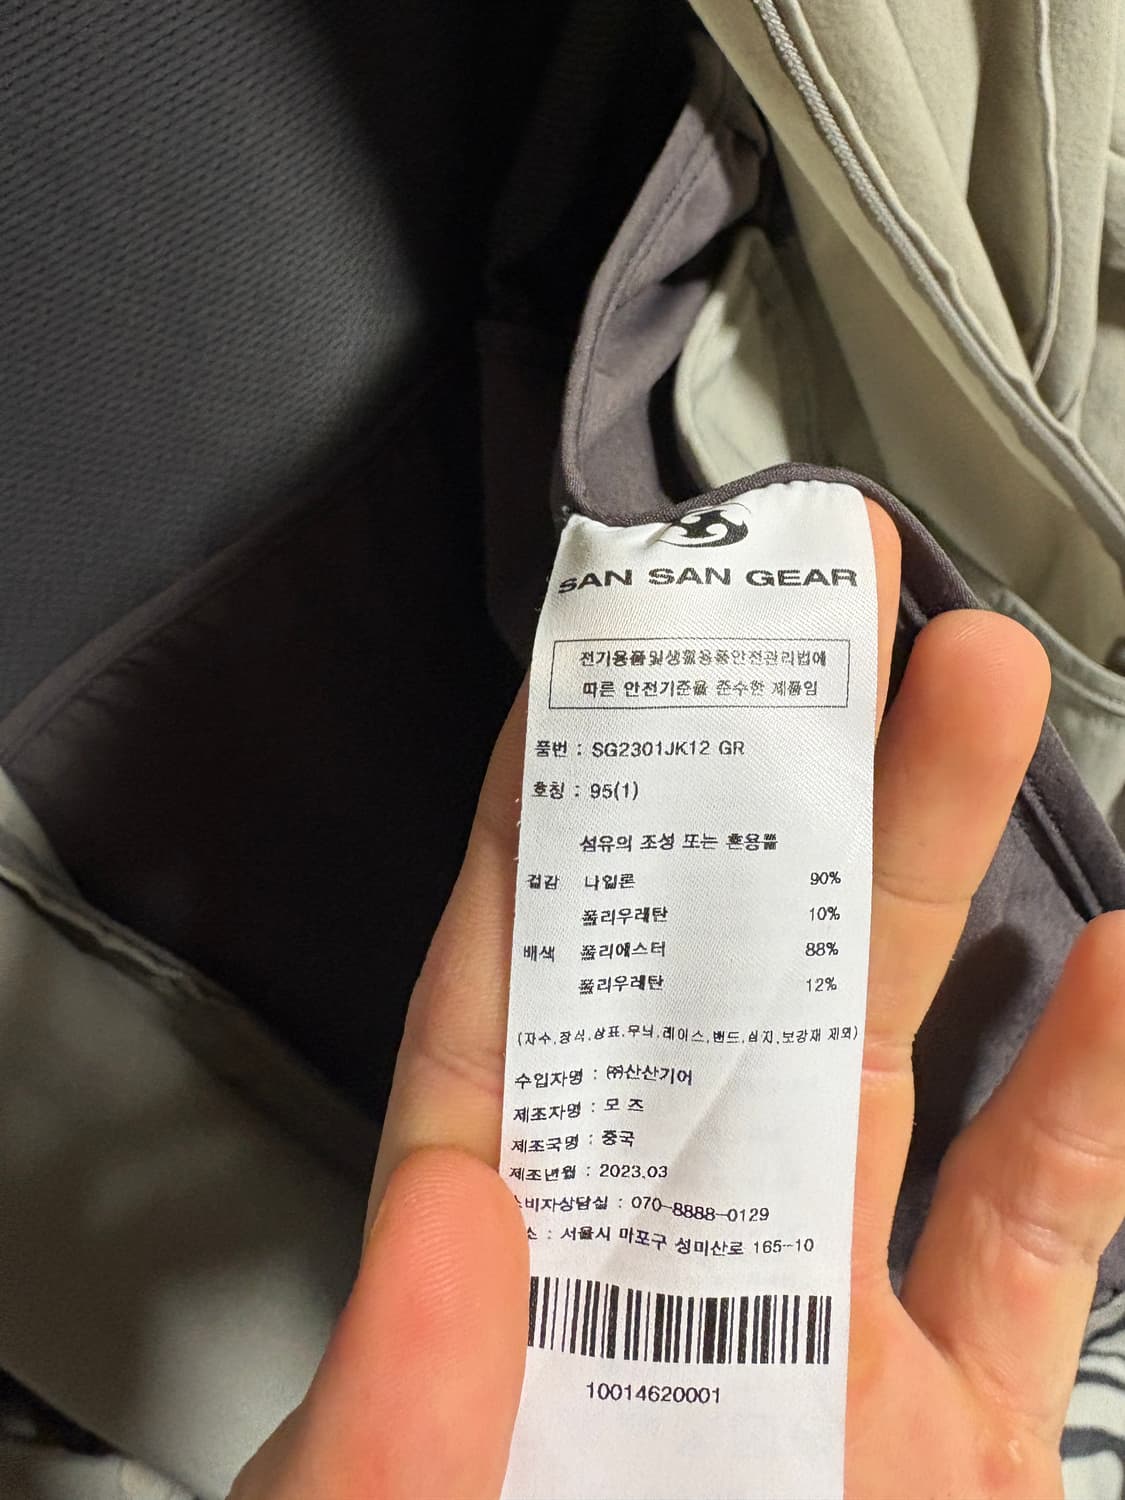 SAN SAN GEAR
전기용품및생활용품안전관리법에
따른 안전기준을 준수한 제품임
품번 : SG2301JK12 GR
호칭 : 95(1)
섬유의 조성 또는 혼용률
겉감 나일론 90%
폴리우레탄 10%
배색 폴리에스터 88%
폴리우레탄 12%
(자수,장식,상표,무늬,레이스,밴드,심지,보강재 제외)
수입자명 : ㈜산산기어
제조자명 : 모 즈
제조국명 : 중국
제조년월 : 2023.03
소비자상담실 : 070-8888-0129
소 : 서울시 마포구 성미산로 165-10
10014620001